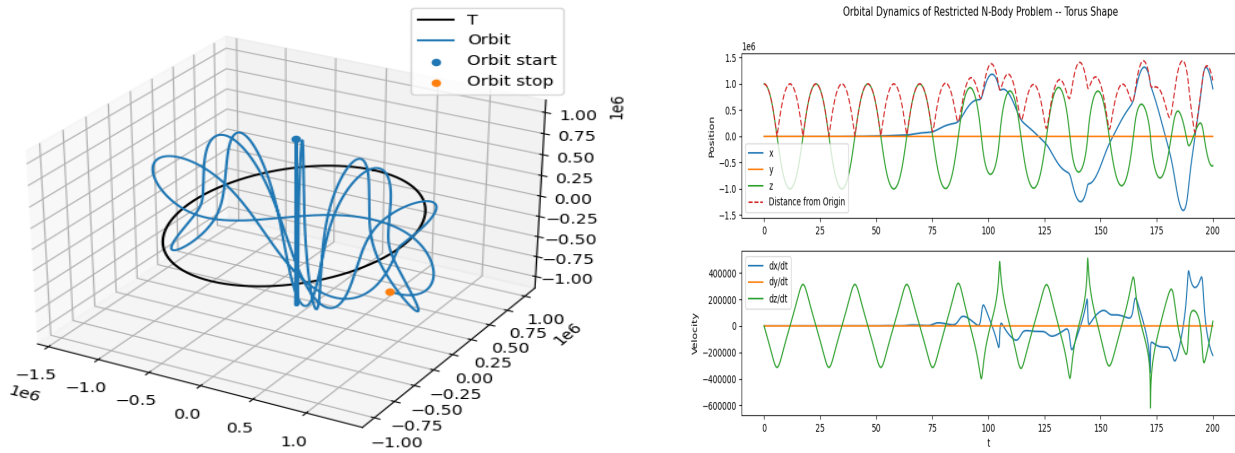 T
Orbit
Orbit start
Orbit stop
1e6
1.00
0.75
0.50
0.25
0.00
−0.25
−0.50
−0.75
−1.00
1e6
1.00
0.75
0.50
0.25
0.00
−0.25
−0.50
−0.75
−1.00
−1.5
−1.0
−0.5
0.0
0.5
1.0
1e6
Orbital Dynamics of Restricted N-Body Problem -- Torus Shape
1e6
1.5
1.0
0.5
0.0
−0.5
−1.0
−1.5
Position
x
y
z
Distance from Origin
0 25 50 75 100 125 150 175 200
400000
200000
0
−200000
−400000
−600000
Velocity
dx/dt
dy/dt
dz/dt
0 25 50 75 100 125 150 175 200
t